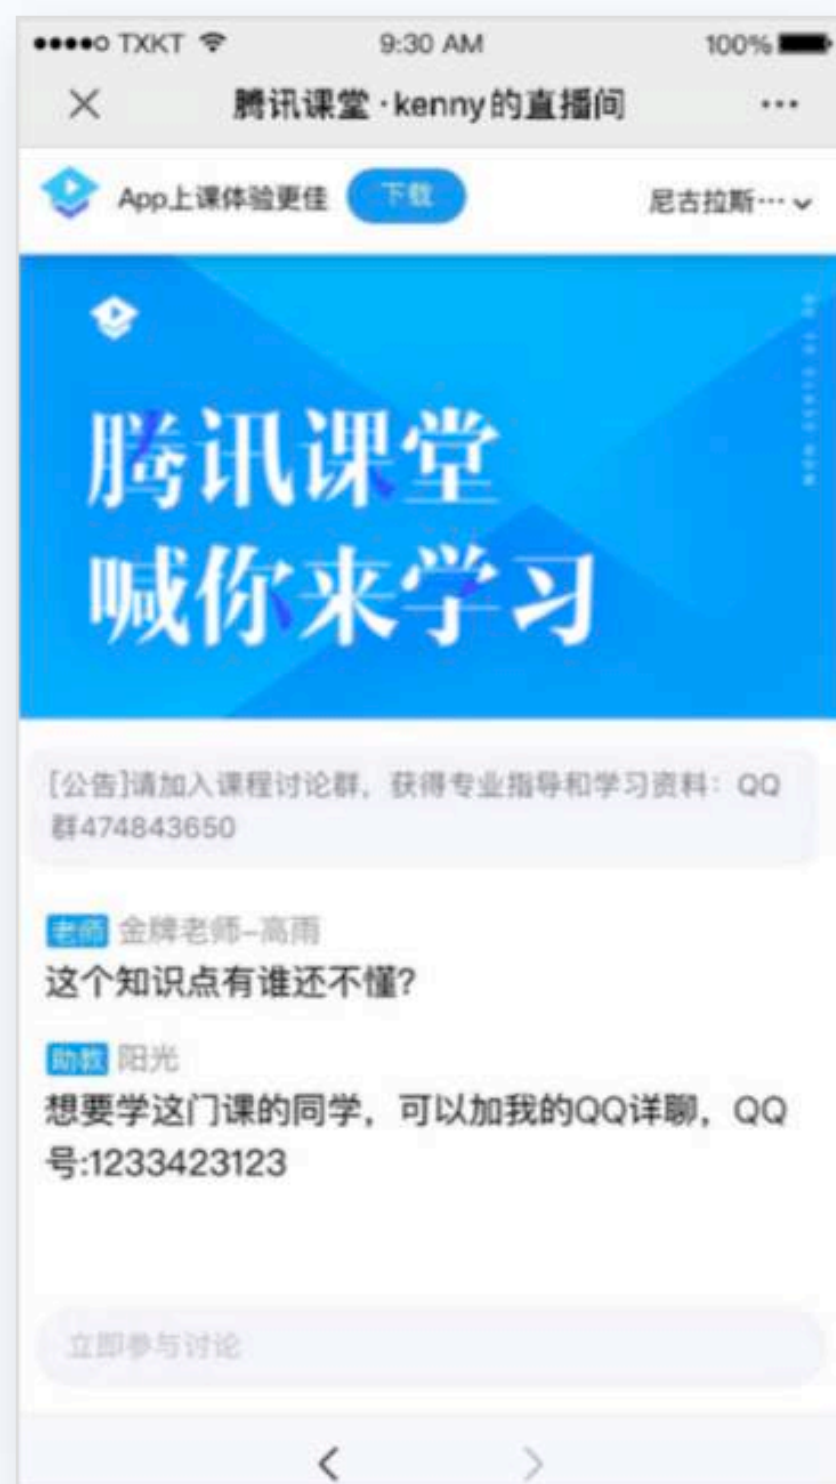 TXKT 9:30 AM 100%
腾讯课堂·kenny的直播间 ···
App上课体验更佳 下载 尼古拉斯···
腾讯课堂
喊你来学习
[公告]请加入课程讨论群，获得专业指导和学习资料：QQ
群474843650
老师 金牌老师-高雨
这个知识点有谁还不懂?
助教 阳光
想要学这门课的同学，可以加我的QQ详聊，QQ
号:1233423123
立即参与讨论